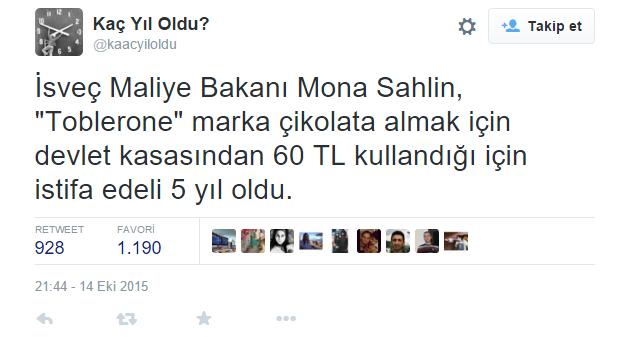 Kaç Yıl Oldu?
@kaacyiloldu
Takip et
İsveç Maliye Bakanı Mona Sahlin,
"Toblerone" marka çikolata almak için
devlet kasasından 60 TL kullandığı için
istifa edeli 5 yıl oldu.
RETWEET FAVORİ
928 1.190
21:44 - 14 Eki 2015